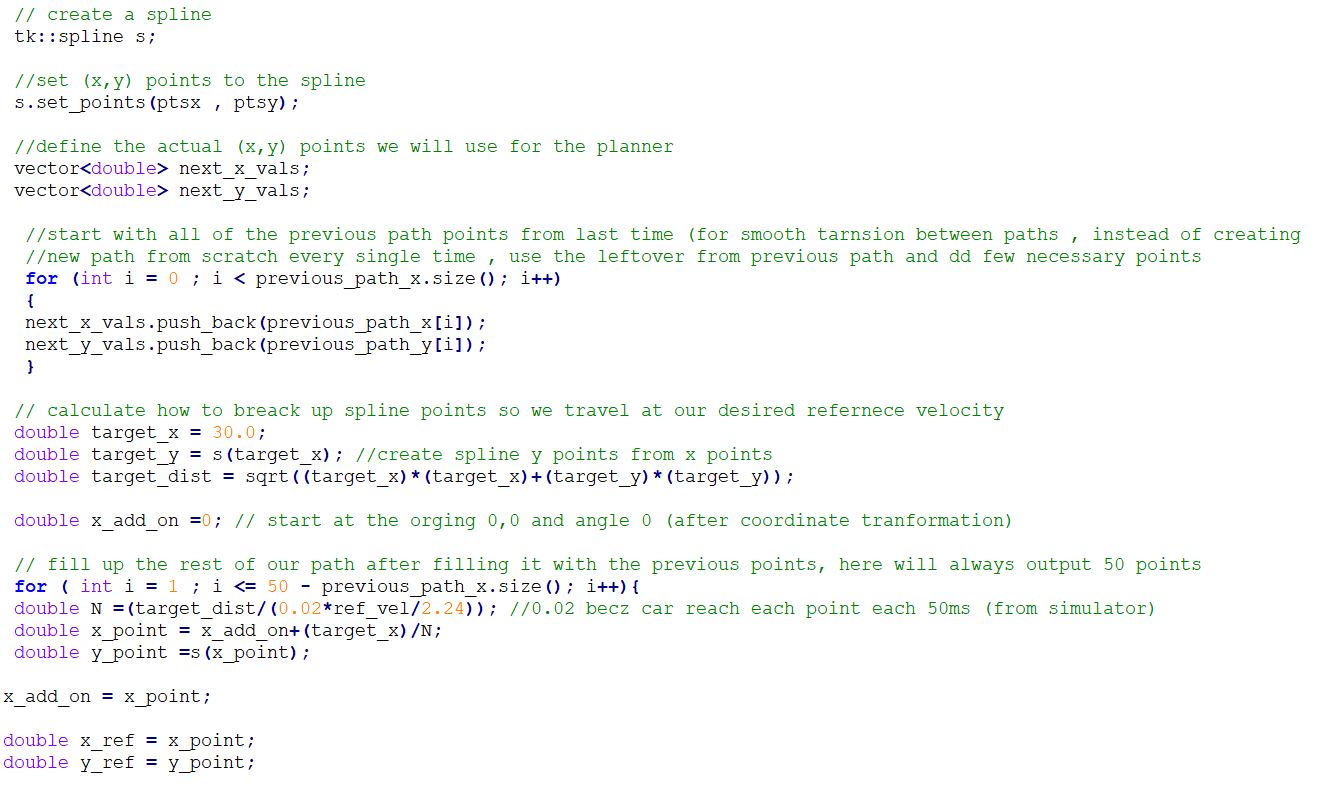 // create a spline
tk::spline s;
//set (x,y) points to the spline
s.set_points(ptsx , ptsy);
//define the actual (x,y) points we will use for the planner
vector<double> next_x_vals;
vector<double> next_y_vals;
//start with all of the previous path points from last time (for smooth tarnsion between paths , instead of creating
//new path from scratch every single time , use the leftover from previous path and dd few necessary points
for (int i = 0 ; i < previous_path_x.size(); i++)
{
next_x_vals.push_back(previous_path_x[i]);
next_y_vals.push_back(previous_path_y[i]);
}
// calculate how to breack up spline points so we travel at our desired refernece velocity
double target_x = 30.0;
double target_y = s(target_x); //create spline y points from x points
double target_dist = sqrt((target_x)*(target_x)+(target_y)*(target_y));
double x_add_on =0; // start at the orging 0,0 and angle 0 (after coordinate tranformation)
// fill up the rest of our path after filling it with the previous points, here will always output 50 points
for ( int i = 1 ; i <= 50 - previous_path_x.size(); i++){
double N =(target_dist/(0.02*ref_vel/2.24)); //0.02 becz car reach each point each 50ms (from simulator)
double x_point = x_add_on+(target_x)/N;
double y_point =s(x_point);
x_add_on = x_point;
double x_ref = x_point;
double y_ref = y_point;